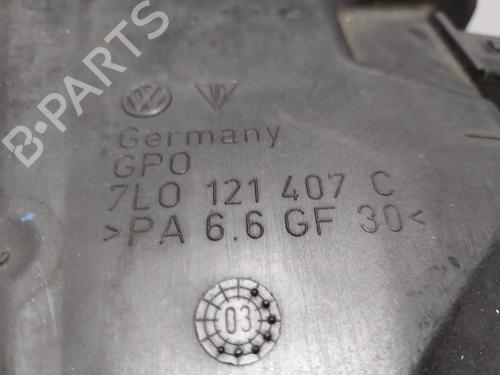 B-PARTS
Germany
GPO
7L0 121 407 C
>PA 6.6 GF 30<
03